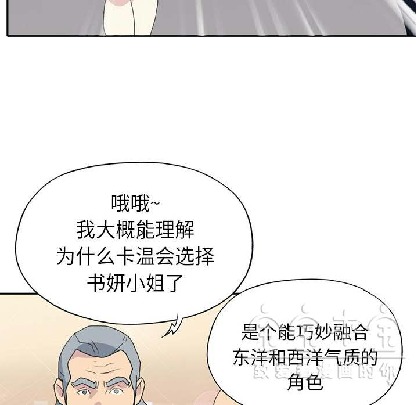 哦哦~
我大概能理解
为什么卡温会选择
书妍小姐了
是个能巧妙融合
东洋和西洋气质的
角色